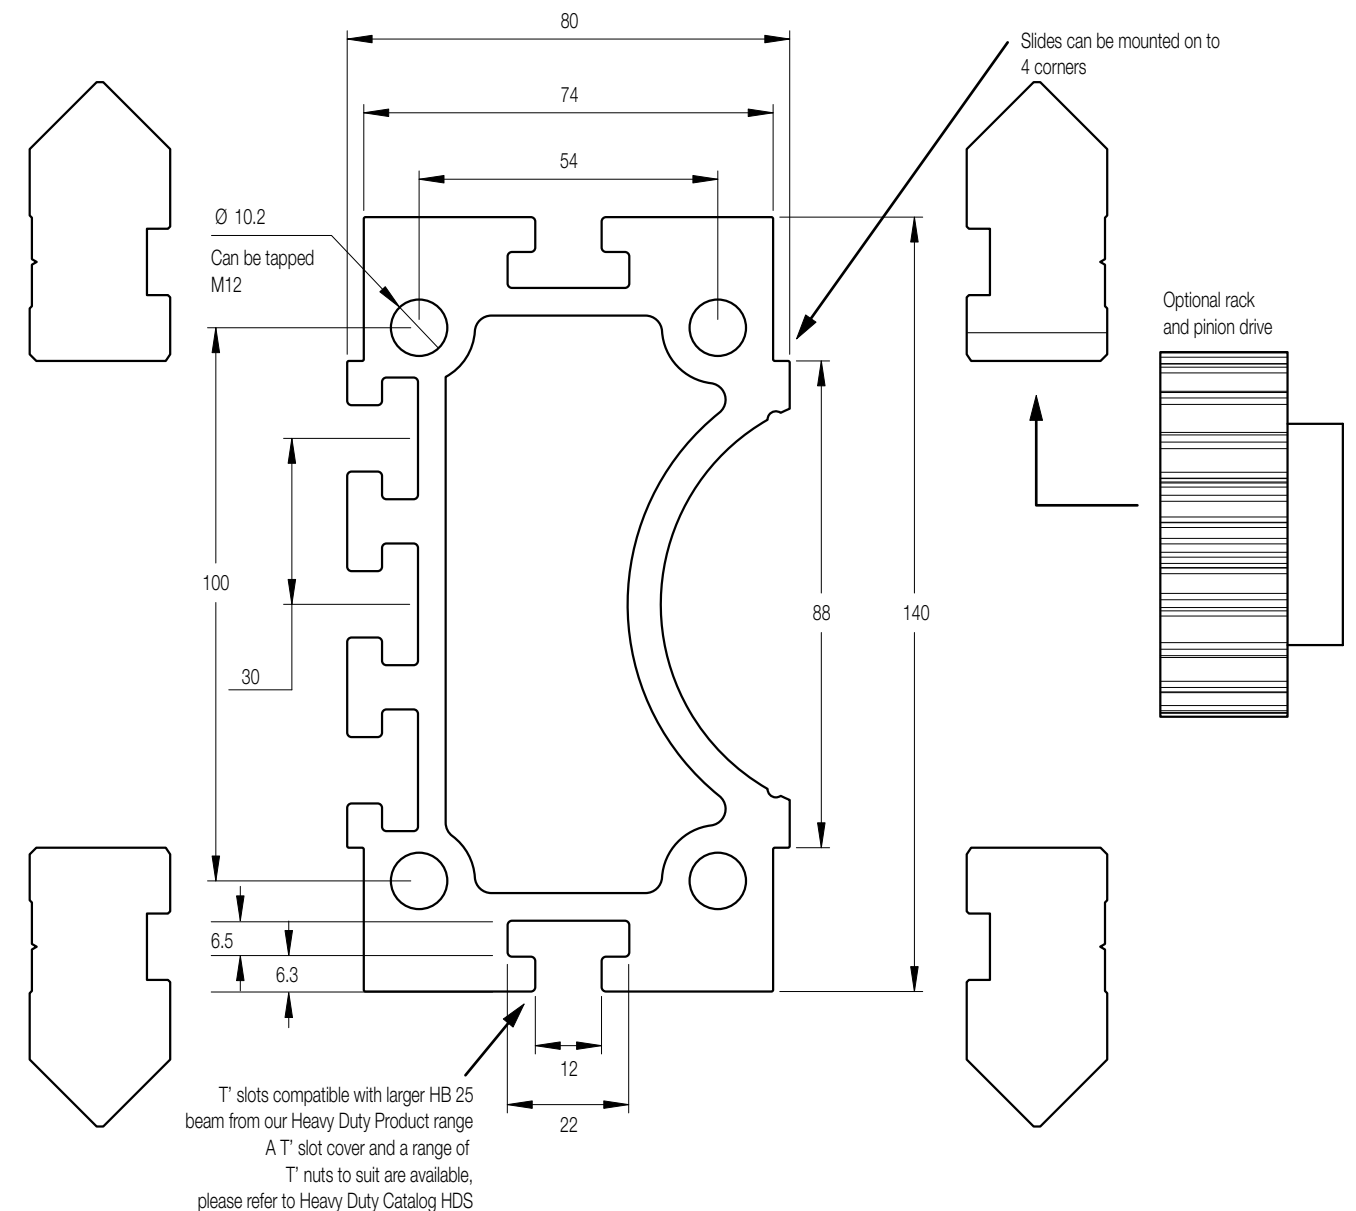 80
Slides can be mounted on to
4 corners
74
54
Ø 10.2
Can be tapped
M12
Optional rack
and pinion drive
100
88
140
30
6.5
6.3
12
22
T’ slots compatible with larger HB 25
beam from our Heavy Duty Product range
A T’ slot cover and a range of
T’ nuts to suit are available,
please refer to Heavy Duty Catalog HDS